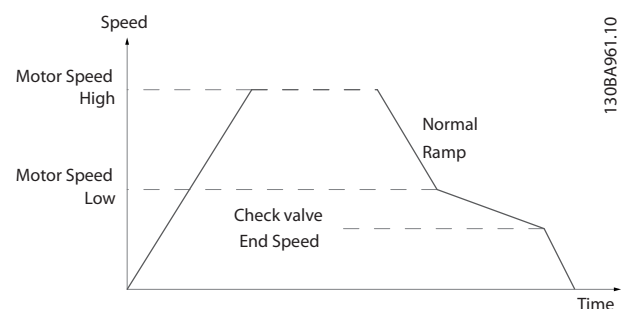 Speed
130BA961.10
Motor Speed
High
Normal
Ramp
Motor Speed
Low
Check valve
End Speed
Time